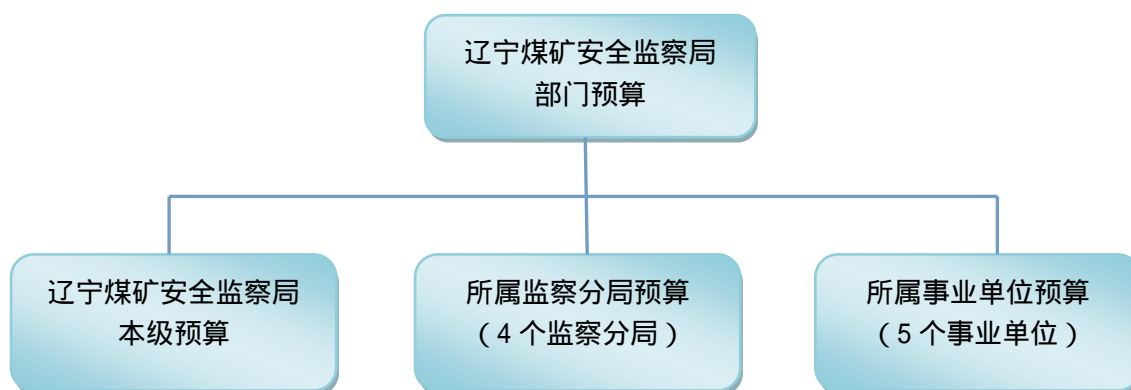 辽宁煤矿安全监察局
部门预算
辽宁煤矿安全监察局
本级预算
所属监察分局预算
（4 个监察分局）
所属事业单位预算
（5 个事业单位）